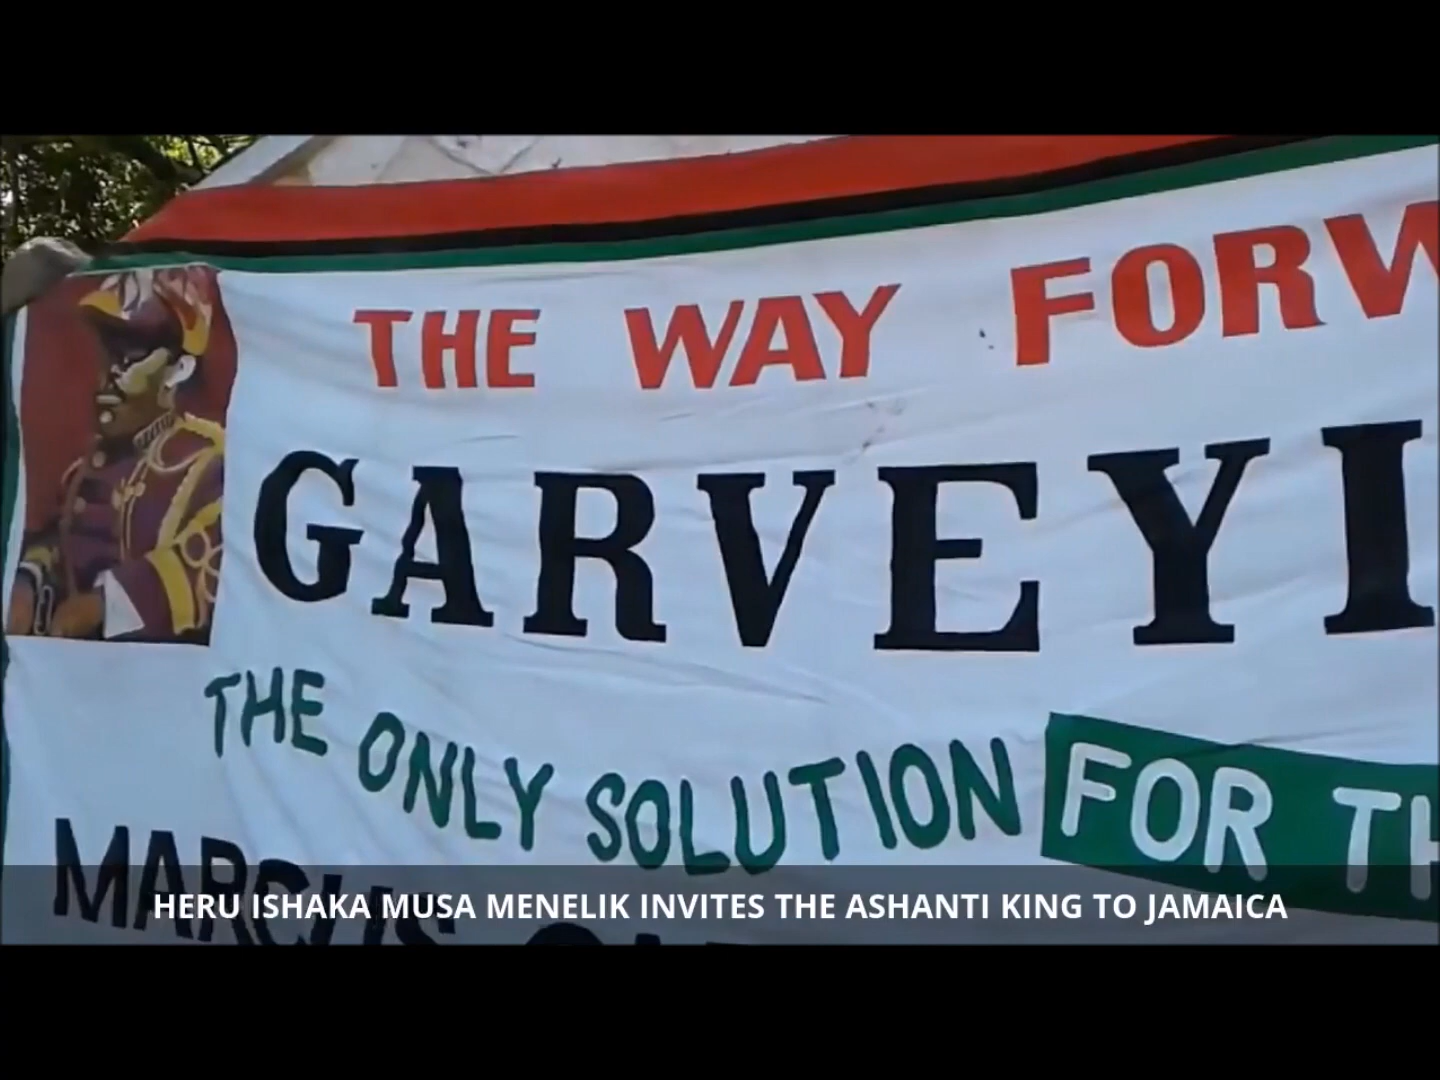 THE WAY FORW
GARVEYI
THE ONLY SOLUTION FOR TH
MARCUS
HERU ISHAKA MUSA MENELIK INVITES THE ASHANTI KING TO JAMAICA